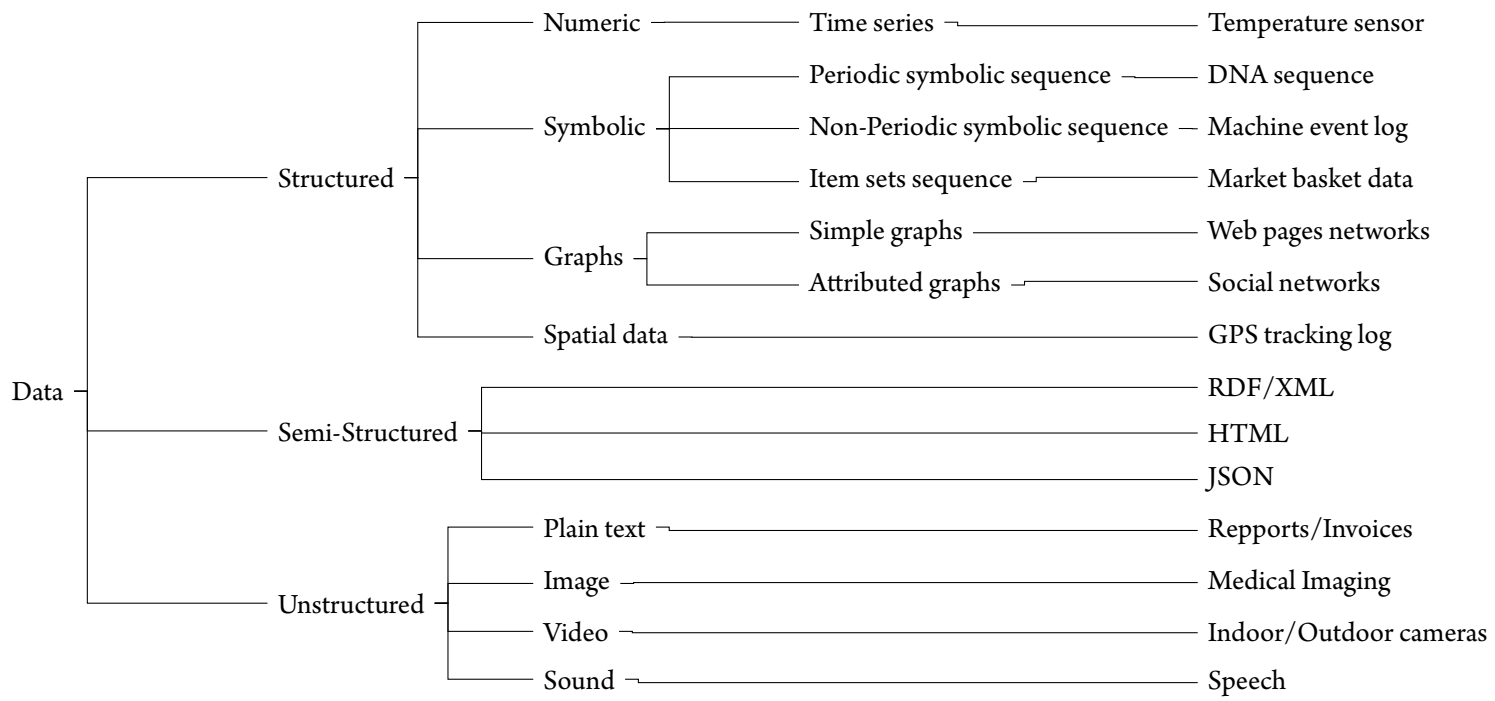 Numeric Time series Temperature sensor
Periodic symbolic sequence DNA sequence
Symbolic Non-Periodic symbolic sequence Machine event log
Structured Item sets sequence Market basket data
Simple graphs Web pages networks
Graphs
Attributed graphs Social networks
Spatial data GPS tracking log
Data RDF/XML
Semi-Structured HTML
JSON
Plain text Repports/Invoices
Image Medical Imaging
Unstructured
Video Indoor/Outdoor cameras
Sound Speech